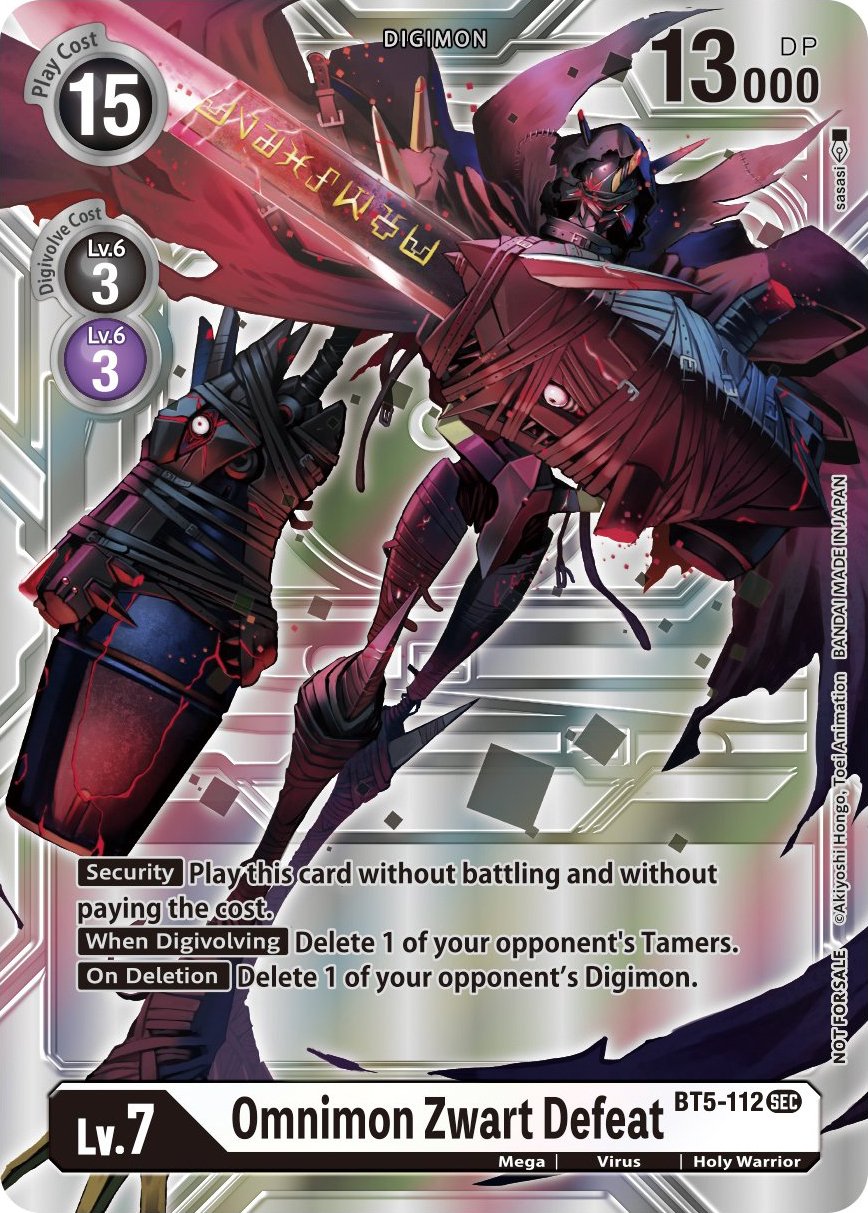 DIGIMON
Play Cost
15
13000
DP
sasasi
Digivolve Cost
Lv.6
3
Lv.6
3
©Akiyoshi Hongo, Toei Animation BANDAI MADE IN JAPAN
NOT FOR SALE
Security Play this card without battling and without
paying the cost.
When Digivolving Delete 1 of your opponent's Tamers.
On Deletion Delete 1 of your opponent's Digimon.
Lv.7
Omnimon Zwart Defeat
BT5-112 SEC
Mega | Virus | Holy Warrior